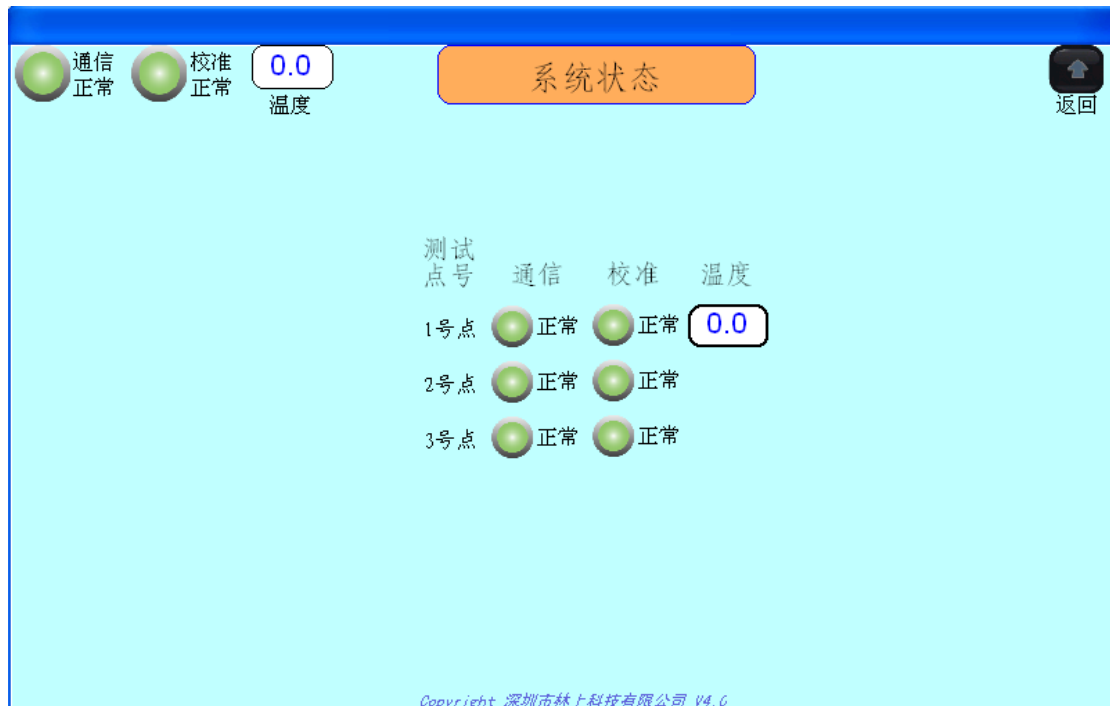 通信
正常
校准
正常
0.0
温度
系统状态
返回
测试
点号 通信 校准 温度
1号点 正常 正常 0.0
2号点 正常 正常
3号点 正常 正常
Copyright 深圳市林上科技有限公司